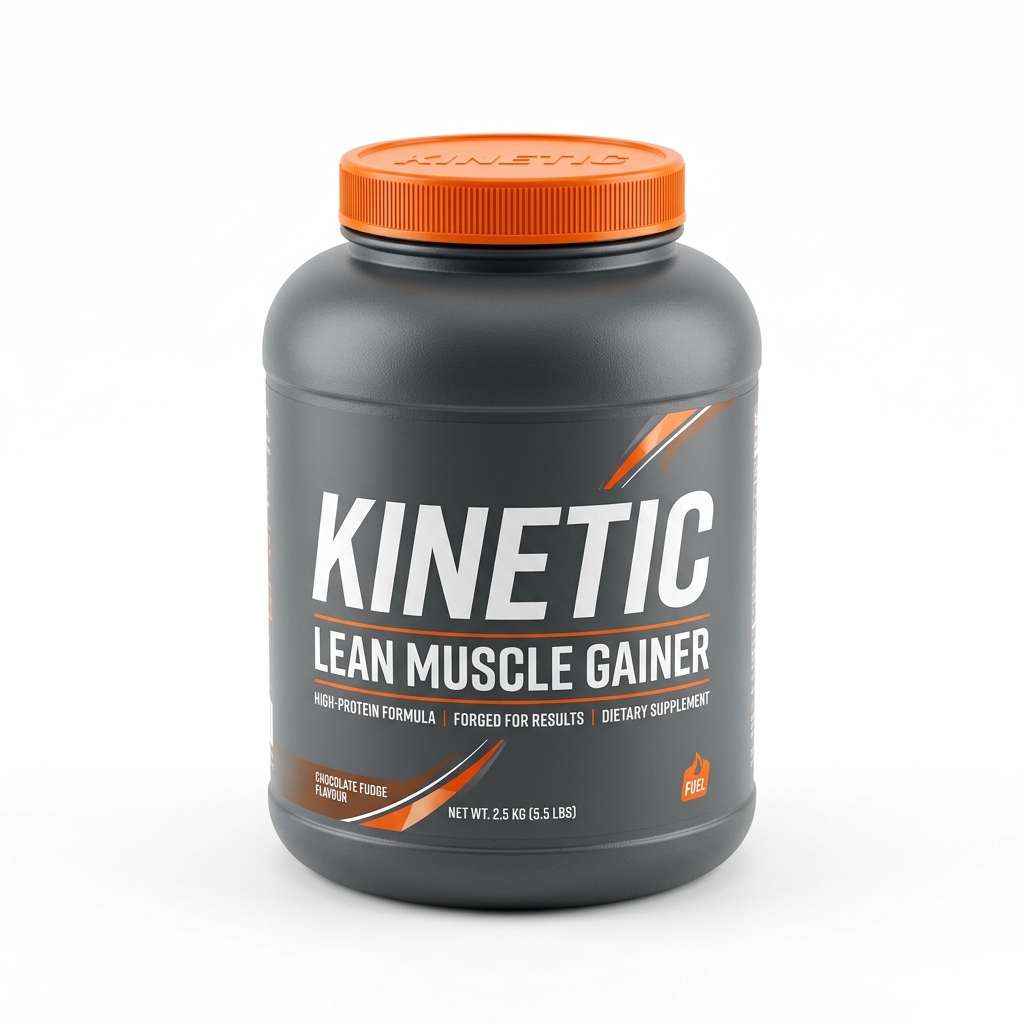 KINETIC
KINETIC
LEAN MUSCLE GAINER
HIGH-PROTEIN FORMULA | FORGED FOR RESULTS | DIETARY SUPPLEMENT
CHOCOLATE FUDGE
FLAVOUR
NET WT. 2.5 KG (5.5 LBS)
FUEL